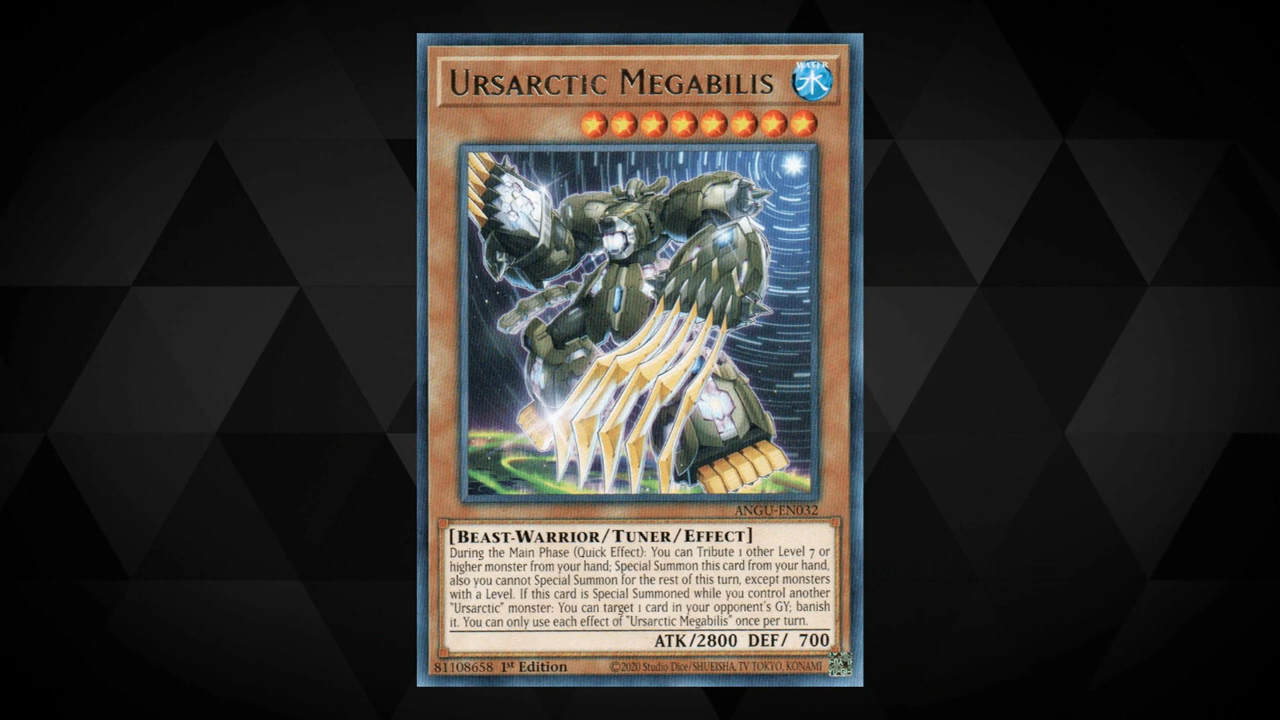 URSARCTIC MEGABILIS
WATER
水
ANGU-EN032
[BEAST-WARRIOR/TUNER/EFFECT]
During the Main Phase (Quick Effect): You can Tribute 1 other Level 7 or
higher monster from your hand; Special Summon this card from your hand,
also you cannot Special Summon for the rest of this turn, except monsters
with a Level. If this card is Special Summoned while you control another
"Ursarctic" monster: You can target 1 card in your opponent's GY; banish
it. You can only use each effect of "Ursarctic Megabilis" once per turn.
ATK/2800 DEF/ 700
81108658 1st Edition ©2020 Studio Dice/SHUEISHA, TV TOKYO, KONAMI